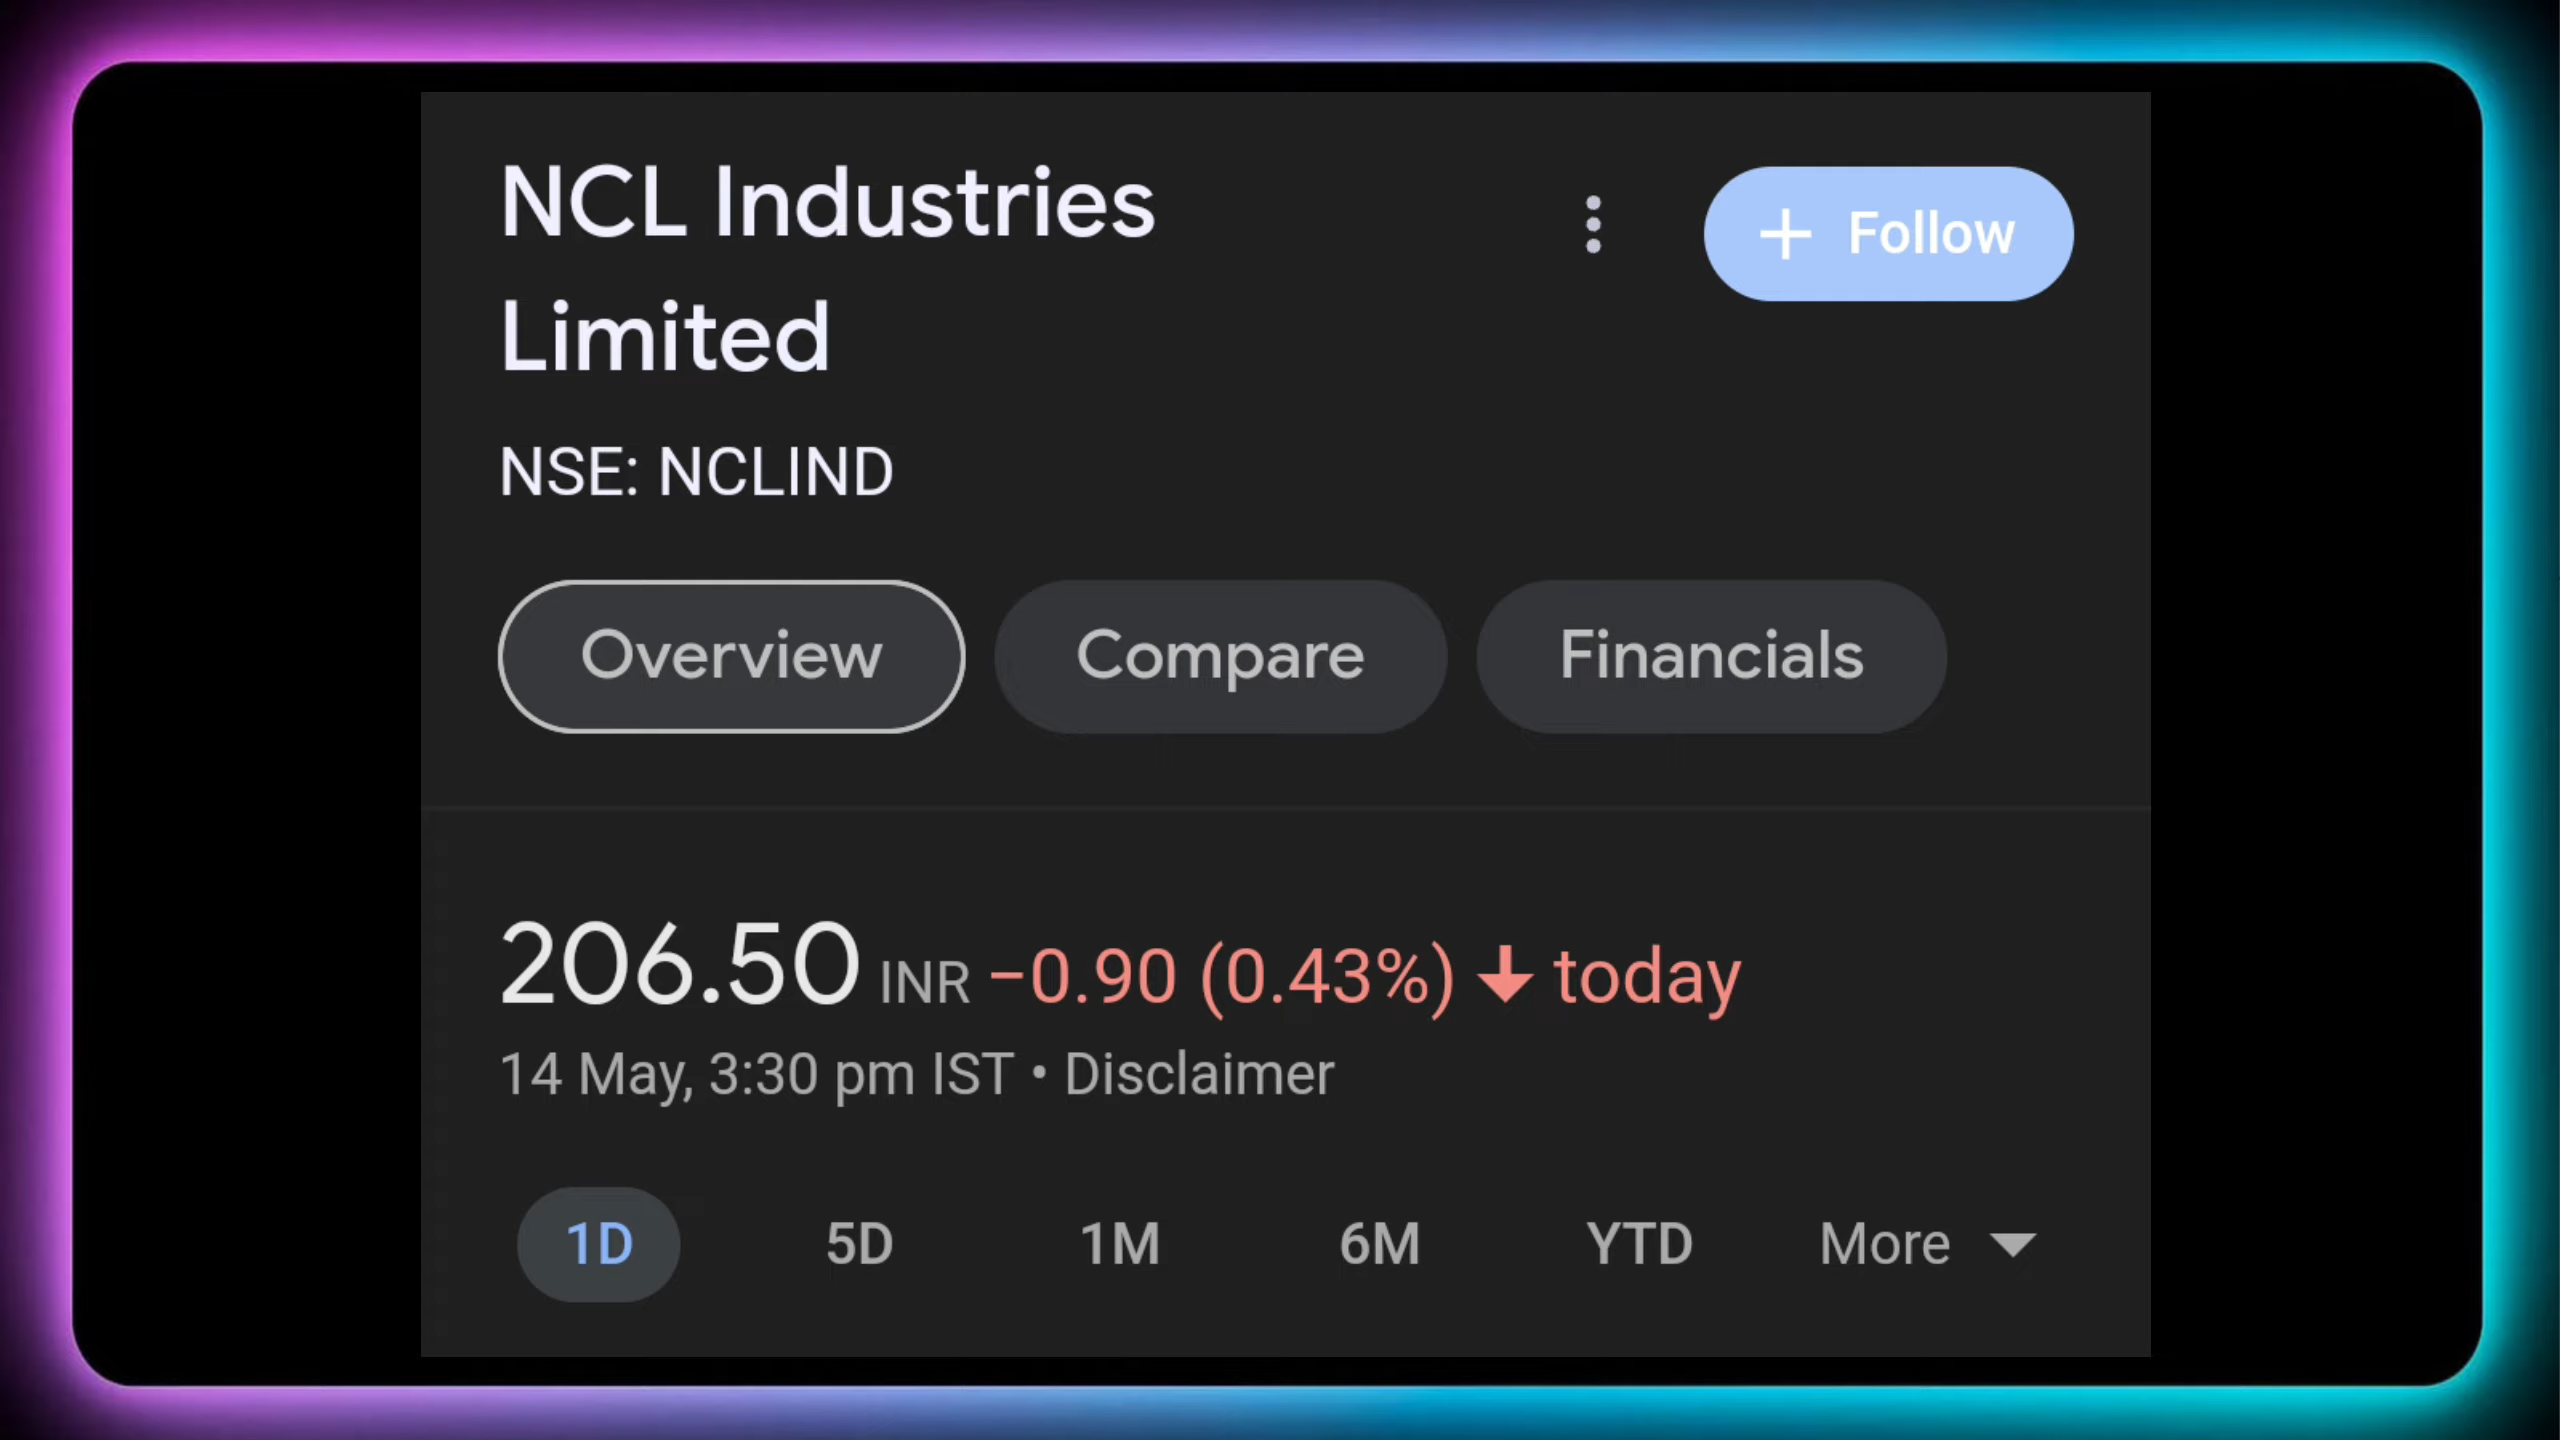 NCL Industries
Limited
+ Follow
NSE: NCLIND
Overview Compare Financials
206.50 INR −0.90 (0.43%) ↓ today
14 May, 3:30 pm IST • Disclaimer
1D 5D 1M 6M YTD More